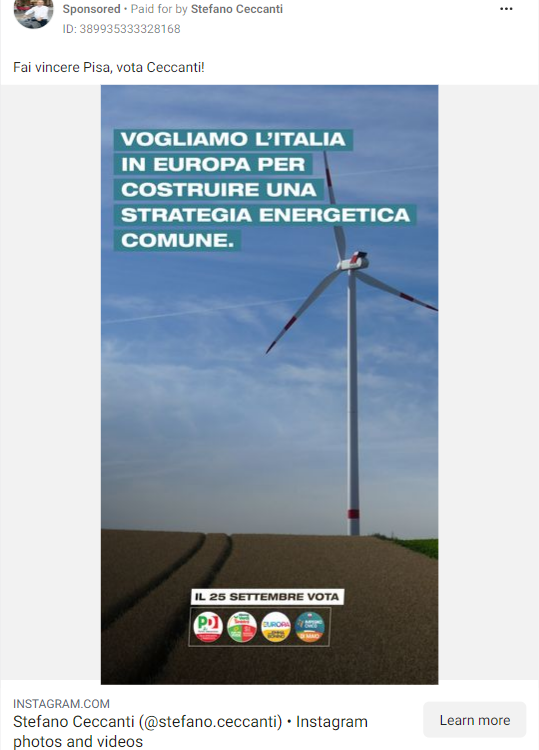 Sponsored • Paid for by Stefano Ceccanti
ID: 389935333328168
Fai vincere Pisa, vota Ceccanti!
VOGLIAMO L'ITALIA
IN EUROPA PER
COSTRUIRE UNA
STRATEGIA ENERGETICA
COMUNE.
IL 25 SETTEMBRE VOTA
PD
EUROPA
INSTAGRAM.COM
Stefano Ceccanti (@stefano.ceccanti) • Instagram
photos and videos
Learn more